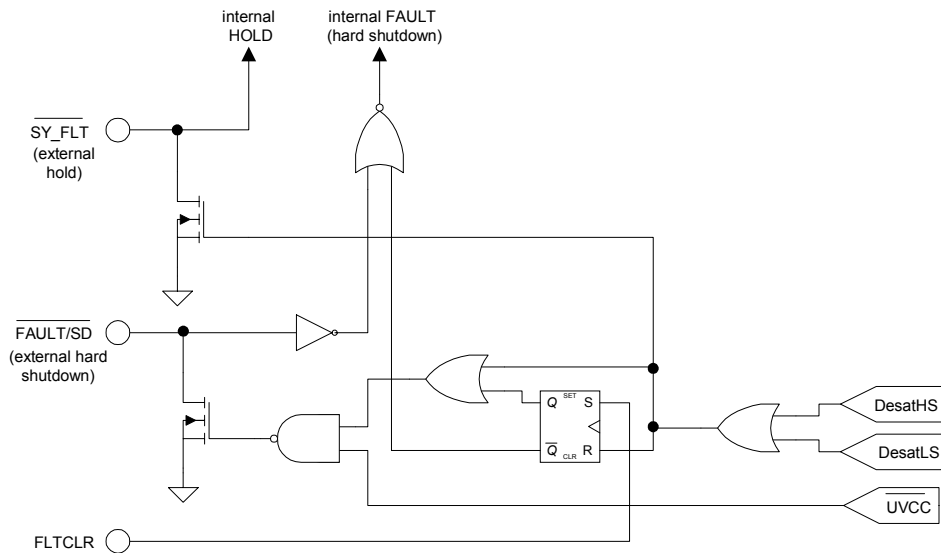 internal
HOLD
internal FAULT
(hard shutdown)
SY_FLT
(external
hold)
FAULT/SD
(external hard
shutdown)
Q SET S
Q CLR R
DesatHS
DesatLS
UVCC
FLTCLR